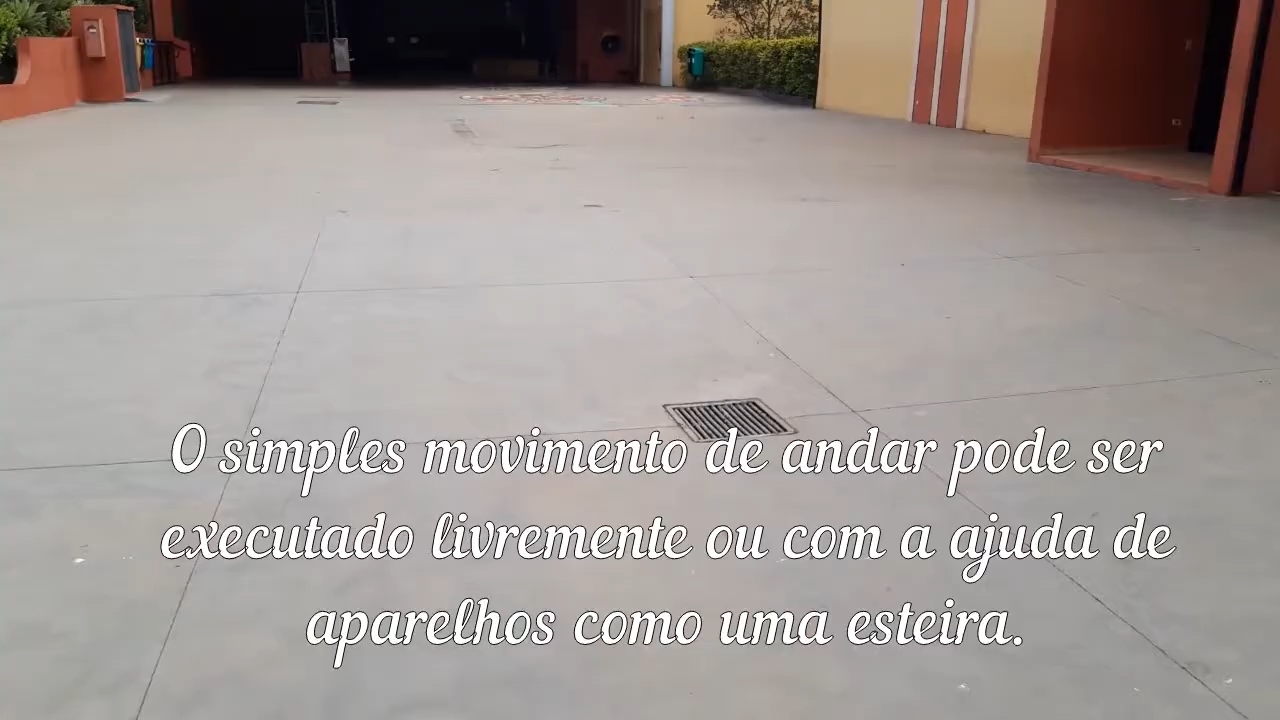 O simples movimento de andar pode ser
executado livremente ou com a ajuda de
aparelhos como uma esteira.